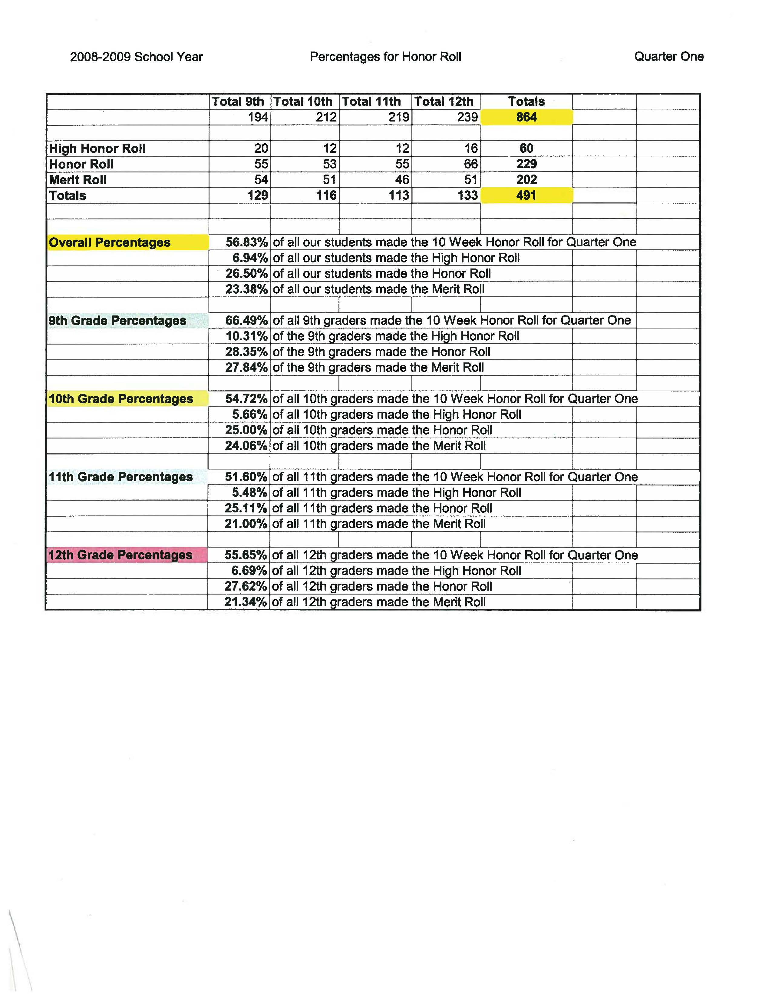 2008-2009 School Year Percentages for Honor Roll Quarter One
Total 9th Total 10th Total 11th Total 12th Totals
194 212 219 239 864
High Honor Roll 20 12 12 16 60
Honor Roll 55 53 55 66 229
Merit Roll 54 51 46 51 202
Totals 129 116 113 133 491
Overall Percentages 56.83% of all our students made the 10 Week Honor Roll for Quarter One
6.94% of all our students made the High Honor Roll
26.50% of all our students made the Honor Roll
23.38% of all our students made the Merit Roll
9th Grade Percentages 66.49% of all 9th graders made the 10 Week Honor Roll for Quarter One
10.31% of the 9th graders made the High Honor Roll
28.35% of the 9th graders made the Honor Roll
27.84% of the 9th graders made the Merit Roll
10th Grade Percentages 54.72% of all 10th graders made the 10 Week Honor Roll for Quarter One
5.66% of all 10th graders made the High Honor Roll
25.00% of all 10th graders made the Honor Roll
24.06% of all 10th graders made the Merit Roll
11th Grade Percentages 51.60% of all 11th graders made the 10 Week Honor Roll for Quarter One
5.48% of all 11th graders made the High Honor Roll
25.11% of all 11th graders made the Honor Roll
21.00% of all 11th graders made the Merit Roll
12th Grade Percentages 55.65% of all 12th graders made the 10 Week Honor Roll for Quarter One
6.69% of all 12th graders made the High Honor Roll
27.62% of all 12th graders made the Honor Roll
21.34% of all 12th graders made the Merit Roll